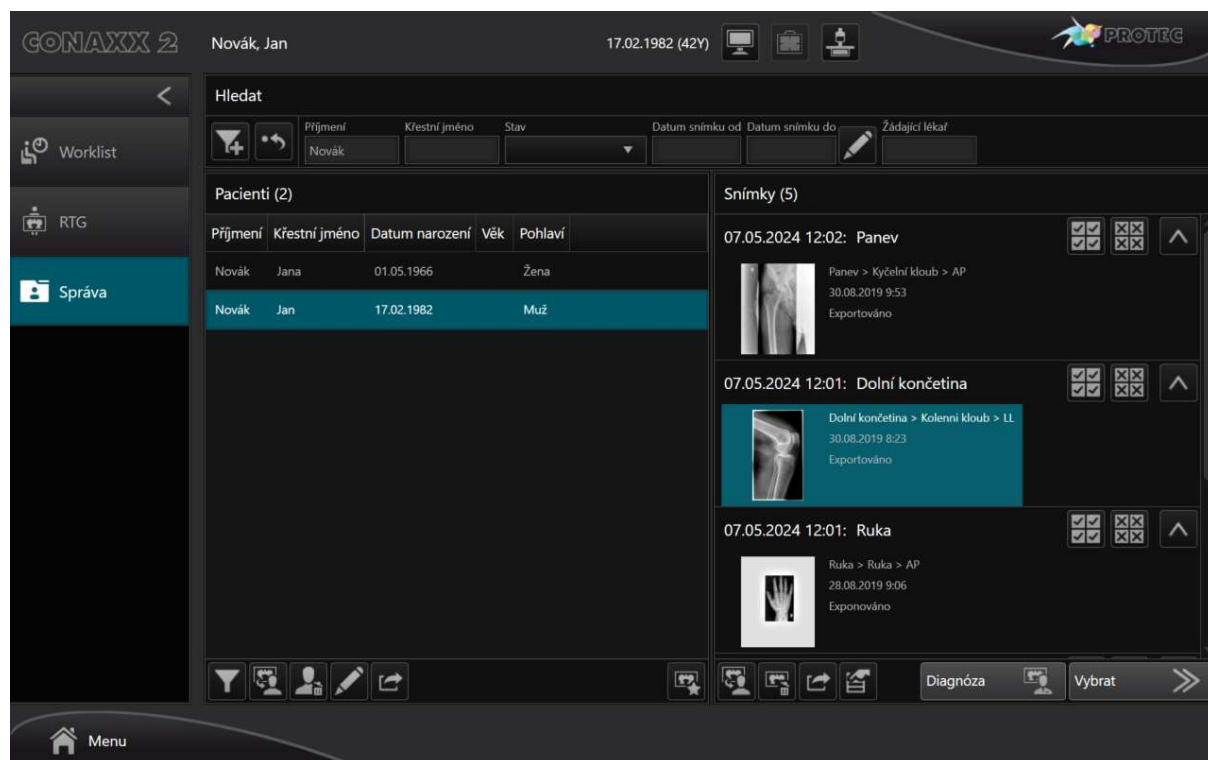 CONAXX 2
Novák, Jan 17.02.1982 (42Y)
PROTEC
Worklist
RTG
Správa
Hledat
Příjmení Křestní jméno Stav Datum snímku od Datum snímku do Žádající lékař
Novák
Pacienti (2)
Příjmení Křestní jméno Datum narození Věk Pohlaví
Novák Jana 01.05.1966 Žena
Novák Jan 17.02.1982 Muž
Snímky (5)
07.05.2024 12:02: Panev
Panev > Kyčelní kloub > AP
30.08.2019 9:53
Exportováno
07.05.2024 12:01: Dolní končetina
Dolní končetina > Kolenni kloub > LL
30.08.2019 8:23
Exportováno
07.05.2024 12:01: Ruka
Ruka > Ruka > AP
28.08.2019 9:06
Exponováno
Diagnóza
Vybrat
Menu